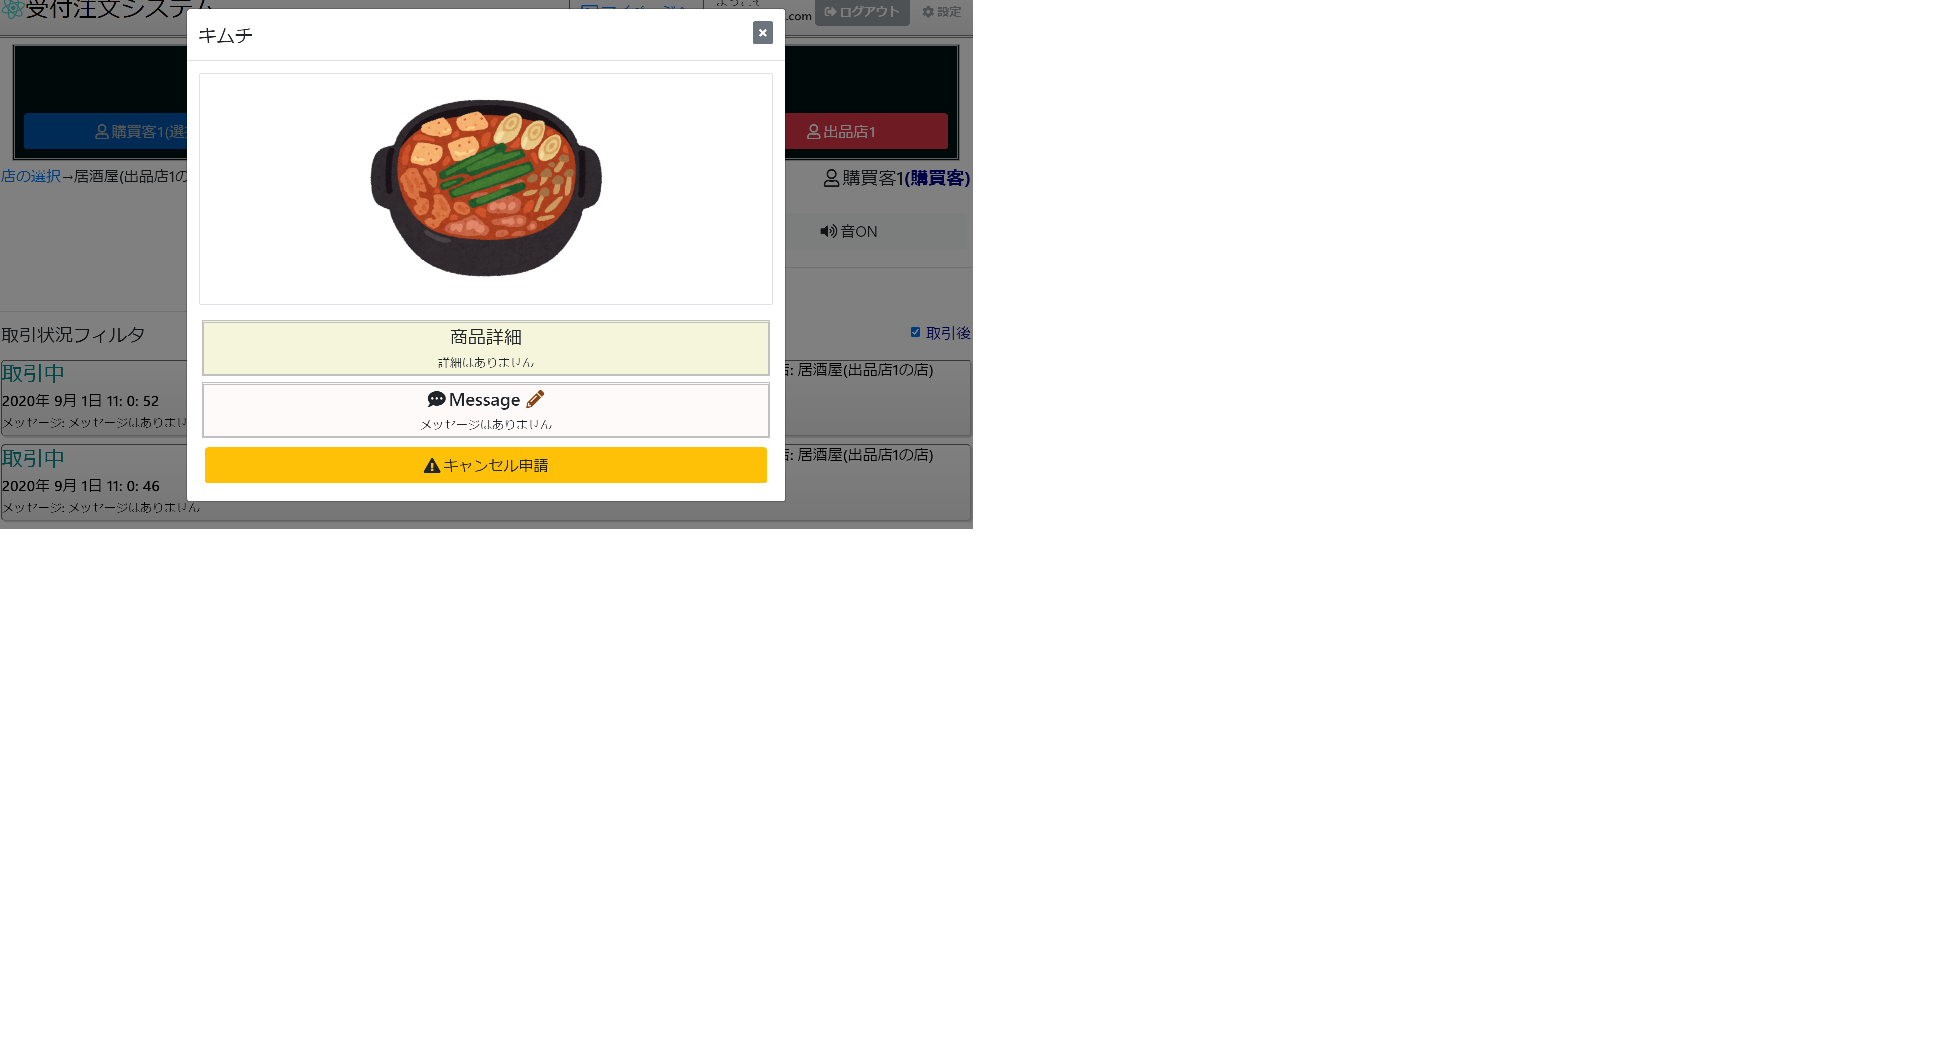 受付注文システム
.com
ログアウト
設定
キムチ
購買客1(選
出品店1
店の選択→居酒屋(出品店1の
購買客1(購買客)
音ON
取引状況フィルタ
取引後
商品詳細
詳細はありません
取引中
店: 居酒屋(出品店1の店)
2020年 9月 1日 11: 0: 52
メッセージ: メッセージはありま
Message
メッセージはありません
取引中
店: 居酒屋(出品店1の店)
キャンセル申請
2020年 9月 1日 11: 0: 46
メッセージ: メッセージはありません